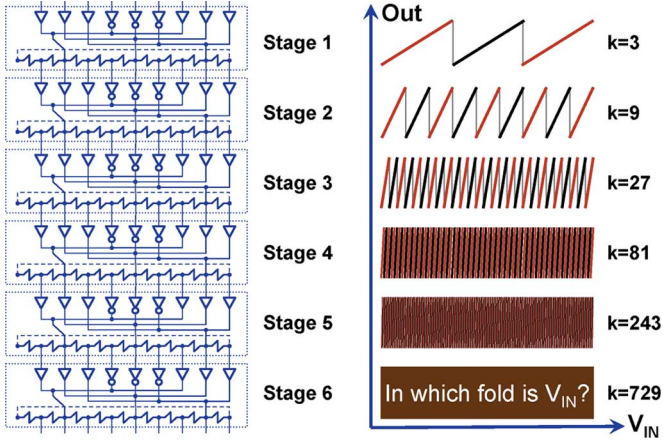 Out
Stage 1
k=3
Stage 2
k=9
Stage 3
k=27
Stage 4
k=81
Stage 5
k=243
Stage 6
In which fold is VIN?
k=729
VIN